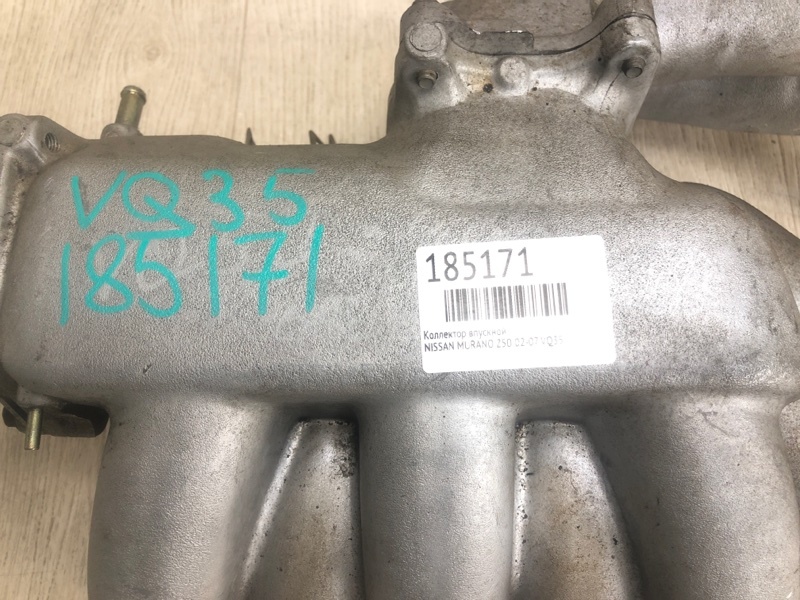 VQ35
185171
185171
Коллектор впускной
NISSAN MURANO Z50 02-07 VQ35